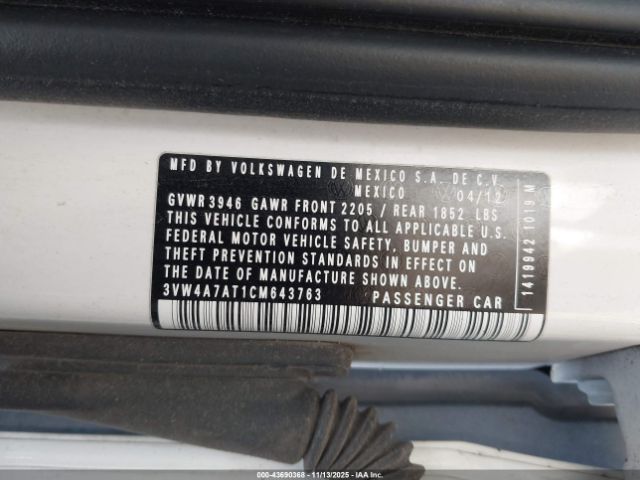 MFD BY VOLKSWAGEN DE MEXICO S.A. DE C.V.
MEXICO 04/12
GVWR 3946 GAWR FRONT 2205 / REAR 1852 LBS
THIS VEHICLE CONFORMS TO ALL APPLICABLE U.S.
FEDERAL MOTOR VEHICLE SAFETY, BUMPER AND
THEFT PREVENTION STANDARDS IN EFFECT ON
THE DATE OF MANUFACTURE SHOWN ABOVE.
3VW4A7AT1CM643763 PASSENGER CAR
1419942 1019 M
000-43690368 - 11/13/2025 - IAA Inc.